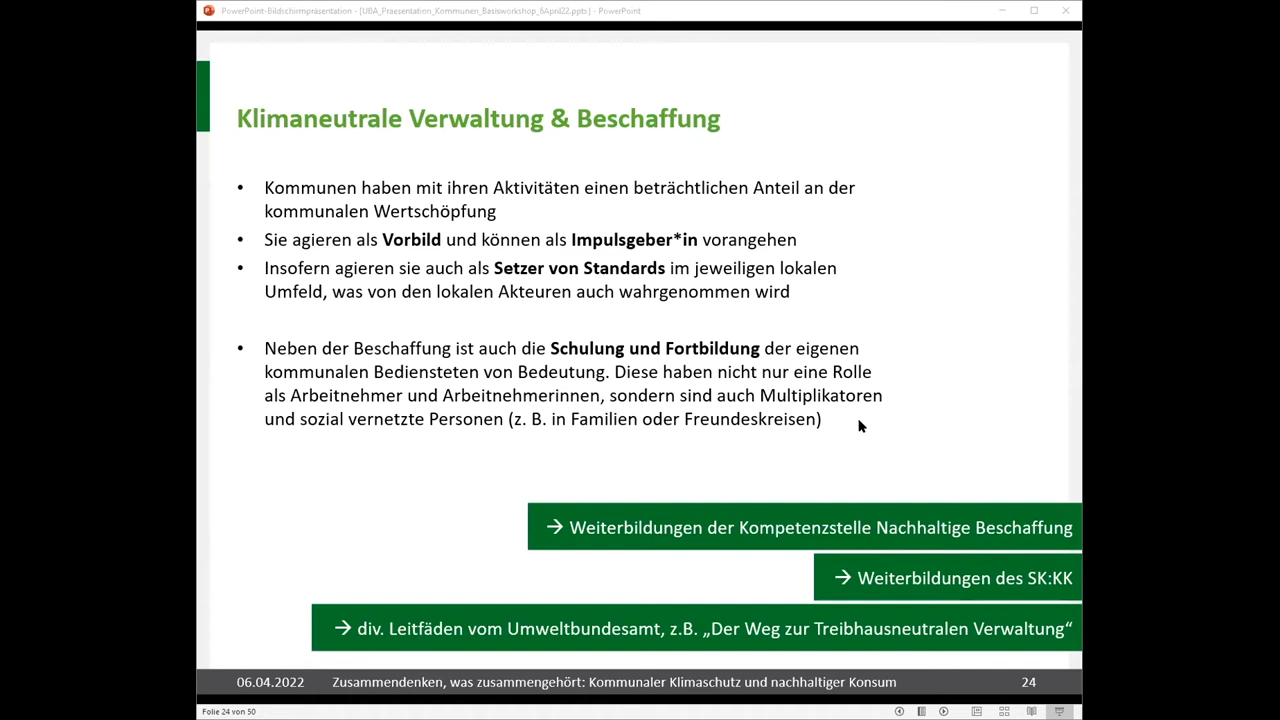 PowerPoint-Bildschirmpräsentation - [UBA_Praesentation_Kommunen_Basisworkshop_6April22.pptx] - PowerPoint
Klimaneutrale Verwaltung & Beschaffung
• Kommunen haben mit ihren Aktivitäten einen beträchtlichen Anteil an der
kommunalen Wertschöpfung
• Sie agieren als Vorbild und können als Impulsgeber*in vorangehen
• Insofern agieren sie auch als Setzer von Standards im jeweiligen lokalen
Umfeld, was von den lokalen Akteuren auch wahrgenommen wird
• Neben der Beschaffung ist auch die Schulung und Fortbildung der eigenen
kommunalen Bediensteten von Bedeutung. Diese haben nicht nur eine Rolle
als Arbeitnehmer und Arbeitnehmerinnen, sondern sind auch Multiplikatoren
und sozial vernetzte Personen (z. B. in Familien oder Freundeskreisen)
→ Weiterbildungen der Kompetenzstelle Nachhaltige Beschaffung
→ Weiterbildungen des SK:KK
→ div. Leitfäden vom Umweltbundesamt, z.B. „Der Weg zur Treibhausneutralen Verwaltung“
06.04.2022 Zusammendenken, was zusammengehört: Kommunaler Klimaschutz und nachhaltiger Konsum 24
Folie 24 von 50